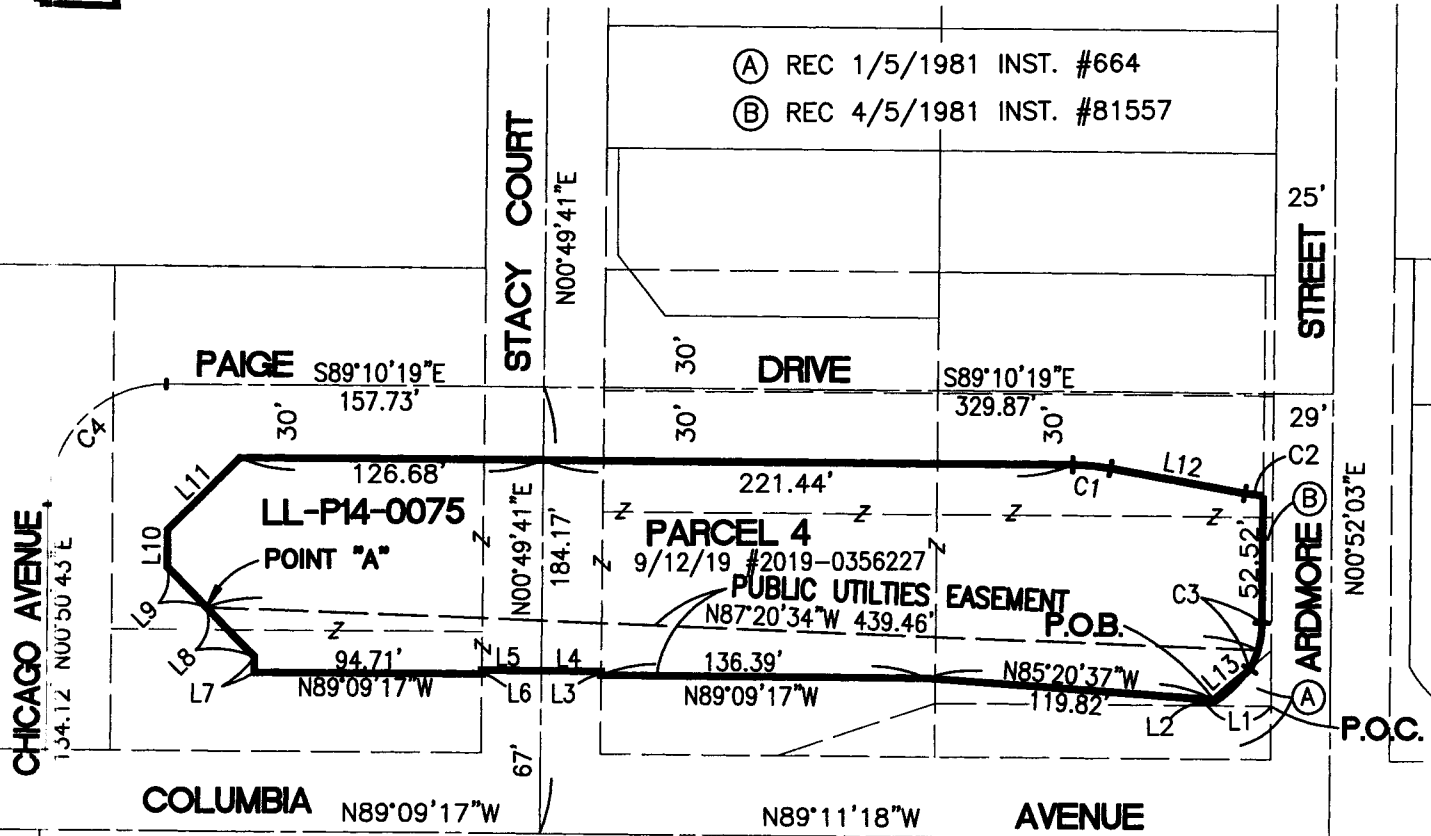 Ⓐ REC 1/5/1981 INST. #664
Ⓑ REC 4/5/1981 INST. #81557
STACY COURT
N00°49'41"E
25'
STREET
PAIGE
S89°10'19"E
157.73'
30'
DRIVE
S89°10'19"E
329.87'
C4
30'
30'
30'
29'
C2
L11
126.68'
221.44'
C1
L12
Ⓑ
N00°52'03"E
LL-P14-0075
L10
Z
Z
Z
Z
PARCEL 4
9/12/19 #2019-0356227
POINT "A"
Z
N00°49'41"E
184.17'
Z
Z
52.52'
PUBLIC UTILTIES EASEMENT
C3
ARDMORE
N87°20'34"W 439.46'
P.O.B.
L9
Z
L8
94.71'
Z
L5
L4
136.39'
N85°20'37"W
L13
L7
N89°09'17"W
L6
L3
N89°09'17"W
119.82'
L2
L1
Ⓐ
P.O.C.
CHICAGO AVENUE
134.12 N00°50'43"E
67'
COLUMBIA
N89°09'17"W
N89°11'18"W
AVENUE